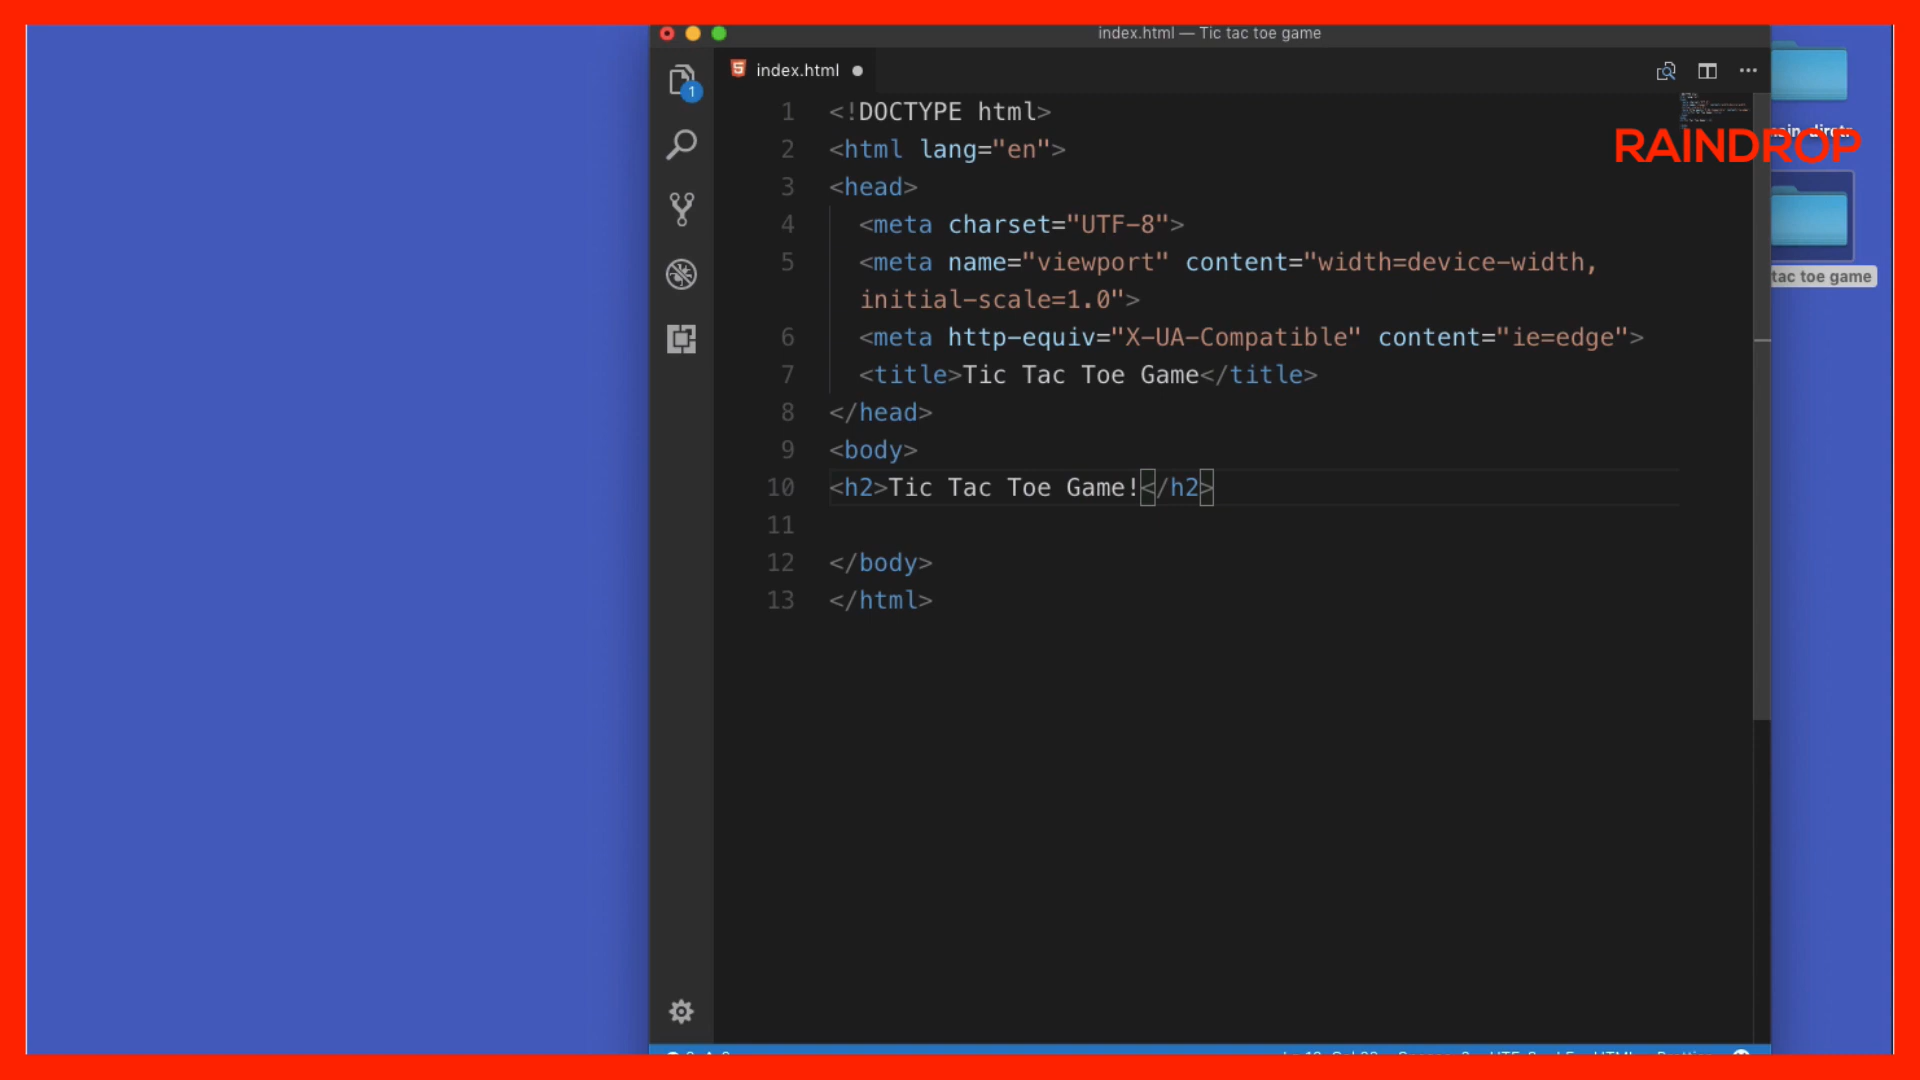 index.html — Tic tac toe game
index.html
1
1 <!DOCTYPE html>
2 <html lang="en">
3 <head>
4 <meta charset="UTF-8">
5 <meta name="viewport" content="width=device-width,
initial-scale=1.0">
6 <meta http-equiv="X-UA-Compatible" content="ie=edge">
7 <title>Tic Tac Toe Game</title>
8 </head>
9 <body>
10 <h2>Tic Tac Toe Game!</h2>
11
12 </body>
13 </html>
RAINDROP
tac toe game